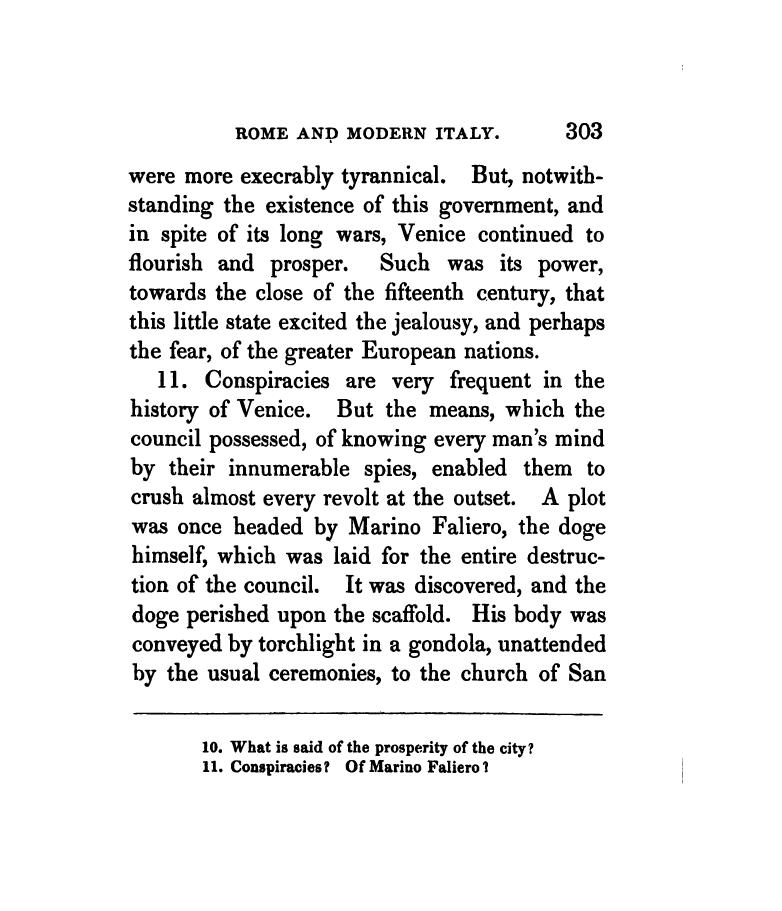 ROME AND MODERN ITALY. 303
were more execrably tyrannical. But, notwith-
standing the existence of this government, and
in spite of its long wars, Venice continued to
flourish and prosper. Such was its power,
towards the close of the fifteenth century, that
this little state excited the jealousy, and perhaps
the fear, of the greater European nations.
11. Conspiracies are very frequent in the
history of Venice. But the means, which the
council possessed, of knowing every man's mind
by their innumerable spies, enabled them to
crush almost every revolt at the outset. A plot
was once headed by Marino Faliero, the doge
himself, which was laid for the entire destruc-
tion of the council. It was discovered, and the
doge perished upon the scaffold. His body was
conveyed by torchlight in a gondola, unattended
by the usual ceremonies, to the church of San
10. What is said of the prosperity of the city?
11. Conspiracies? Of Marino Faliero?